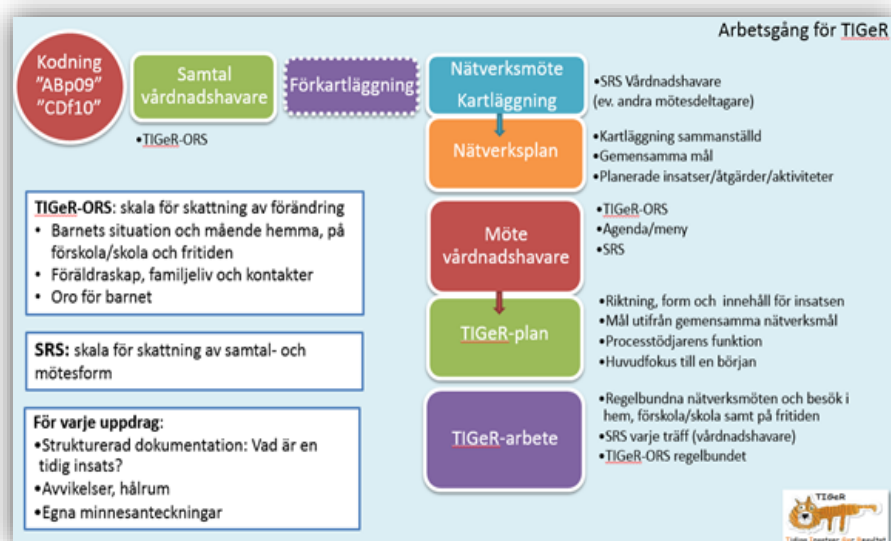 Arbetsgång för TIGeR
Kodning
"ABp09"
"CDf10"
Samtal
vårdnadshavare
•TIGeR-ORS
Förkartläggning
Nätverksmöte
Kartläggning
•SRS Vårdnadshavare
(ev. andra mötesdeltagare)
Nätverksplan
•Kartläggning sammanställd
•Gemensamma mål
•Planerade insatser/åtgärder/aktiviteter
Möte
vårdnadshavare
•TIGeR-ORS
•Agenda/meny
•SRS
TIGeR-plan
•Riktning, form och innehåll för insatsen
•Mål utifrån gemensamma nätverksmål
•Processtödjarens funktion
•Huvudfokus till en början
TIGeR-arbete
•Regelbundna nätverksmöten och besök i
hem, förskola/skola samt på fritiden
•SRS varje träff (vårdnadshavare)
•TIGeR-ORS regelbundet
TIGeR-ORS: skala för skattning av förändring
• Barnets situation och mående hemma, på
förskola/skola och fritiden
• Föräldraskap, familjeliv och kontakter
• Oro för barnet
SRS: skala för skattning av samtal- och
mötesform
För varje uppdrag:
•Strukturerad dokumentation: Vad är en
tidig insats?
•Avvikelser, hålrum
•Egna minnesanteckningar
TIGeR